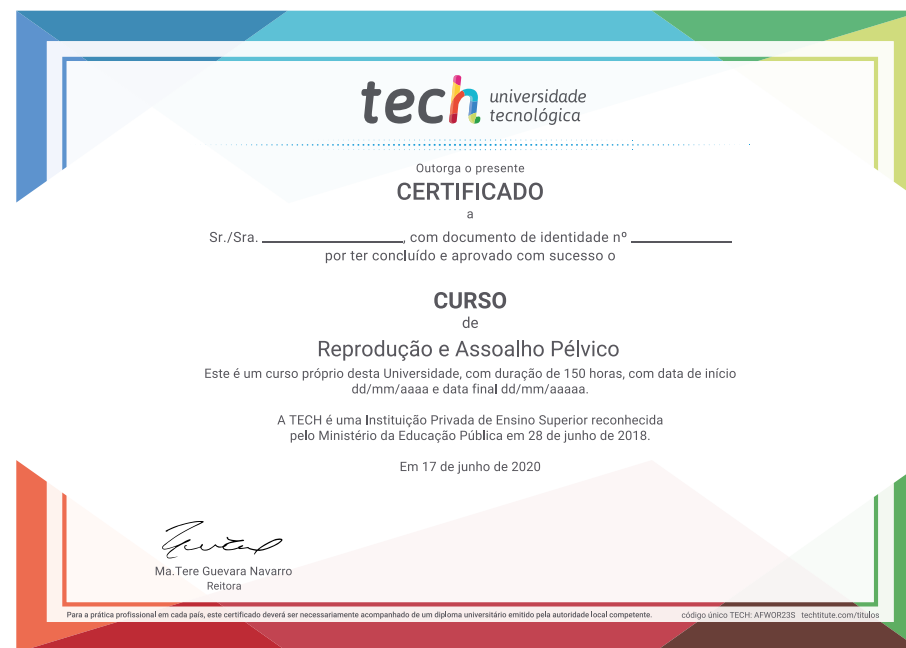 tech universidade
tecnológica
Outorga o presente
CERTIFICADO
a
Sr./Sra. ____________________, com documento de identidade nº ______________
por ter concluído e aprovado com sucesso o
CURSO
de
Reprodução e Assoalho Pélvico
Este é um curso próprio desta Universidade, com duração de 150 horas, com data de início
dd/mm/aaaa e data final dd/mm/aaaaa.
A TECH é uma Instituição Privada de Ensino Superior reconhecida
pelo Ministério da Educação Pública em 28 de junho de 2018.
Em 17 de junho de 2020
Ma.Tere Guevara Navarro
Reitora
Para a prática profissional em cada país, este certificado deverá ser necessariamente acompanhado de um diploma universitário emitido pela autoridade local competente. código único TECH: AFWOR23S techtitute.com/títulos